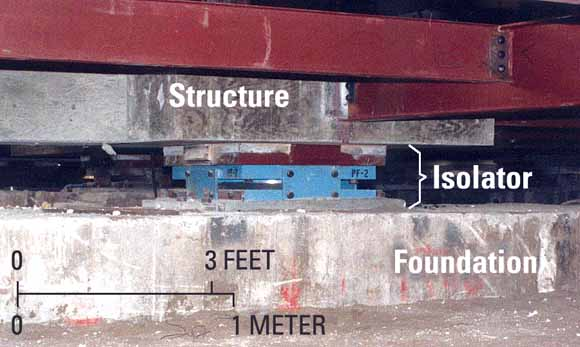 Structure
PF-2
Isolator
Foundation
0 3 FEET
0 1 METER